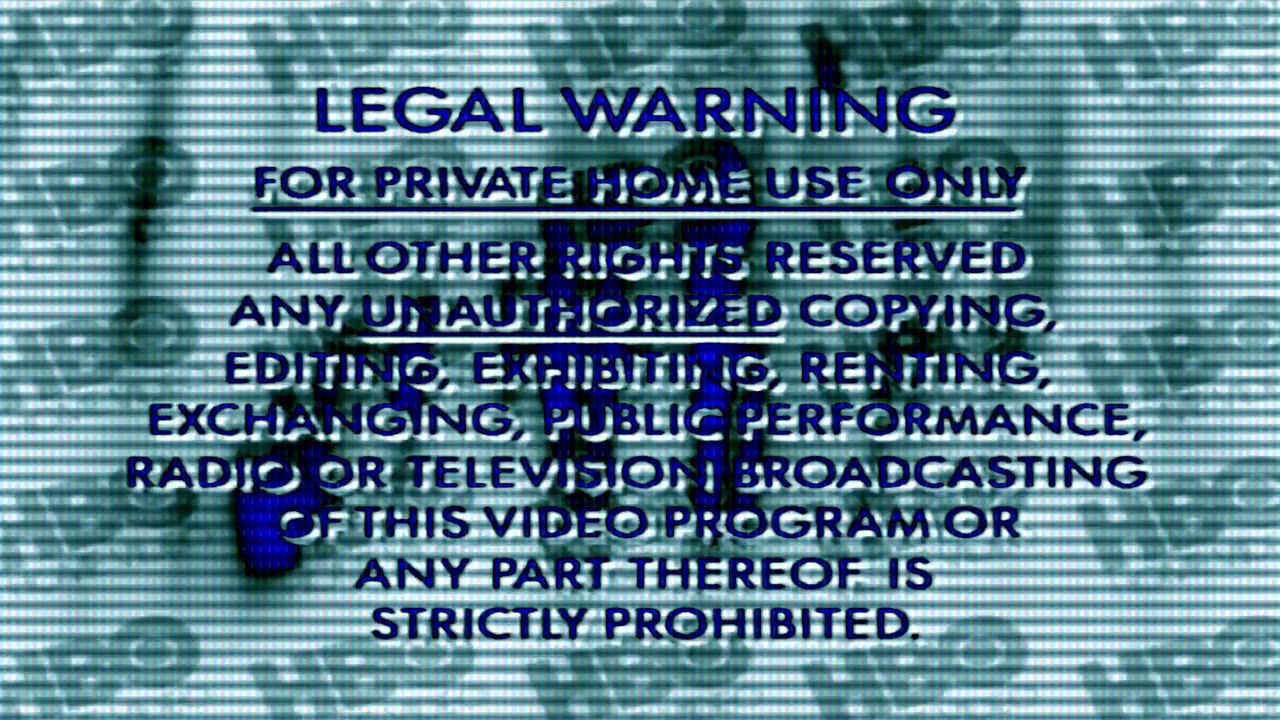 LEGAL WARNING
FOR PRIVATE HOME USE ONLY
ALL OTHER RIGHTS RESERVED
ANY UNAUTHORIZED COPYING,
EDITING, EXHIBITING, RENTING,
EXCHANGING, PUBLIC PERFORMANCE,
RADIO OR TELEVISION BROADCASTING
OF THIS VIDEO PROGRAM OR
ANY PART THEREOF IS
STRICTLY PROHIBITED.